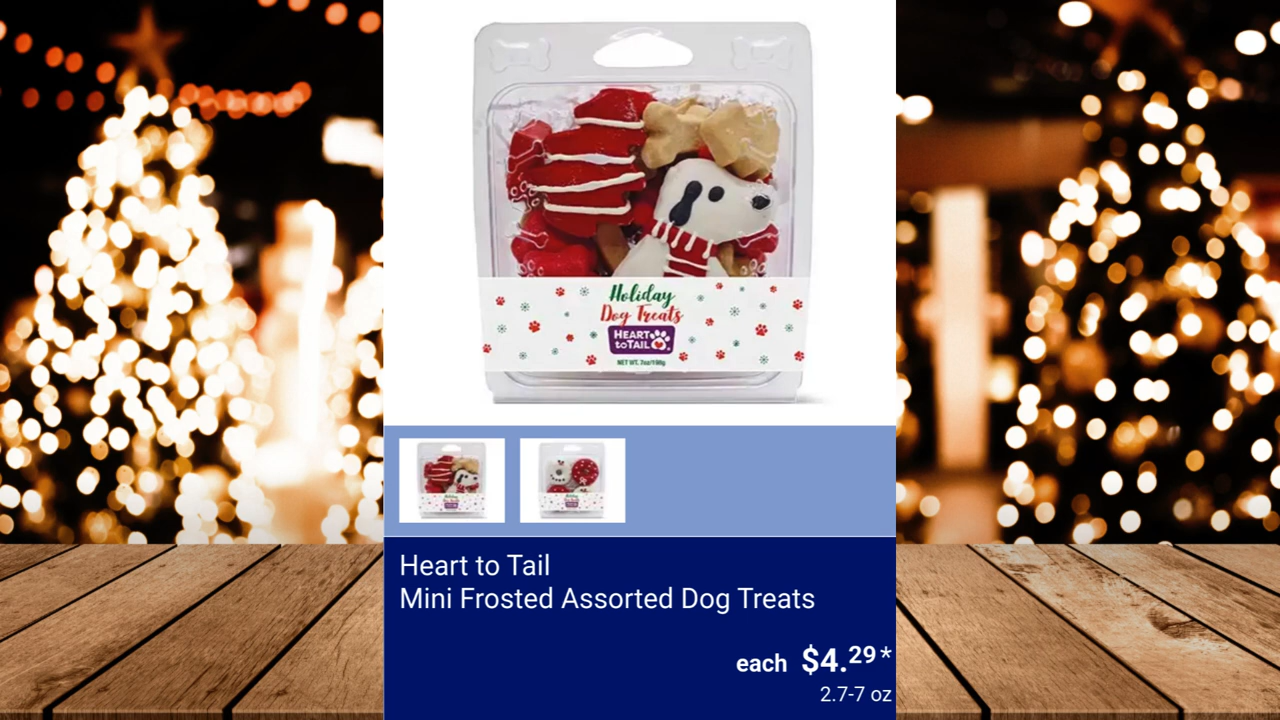 Holiday
Dog Treats
HEART
to TAIL
NET WT. 7oz/198g
Heart to Tail
Mini Frosted Assorted Dog Treats
each $4.29*
2.7-7 oz